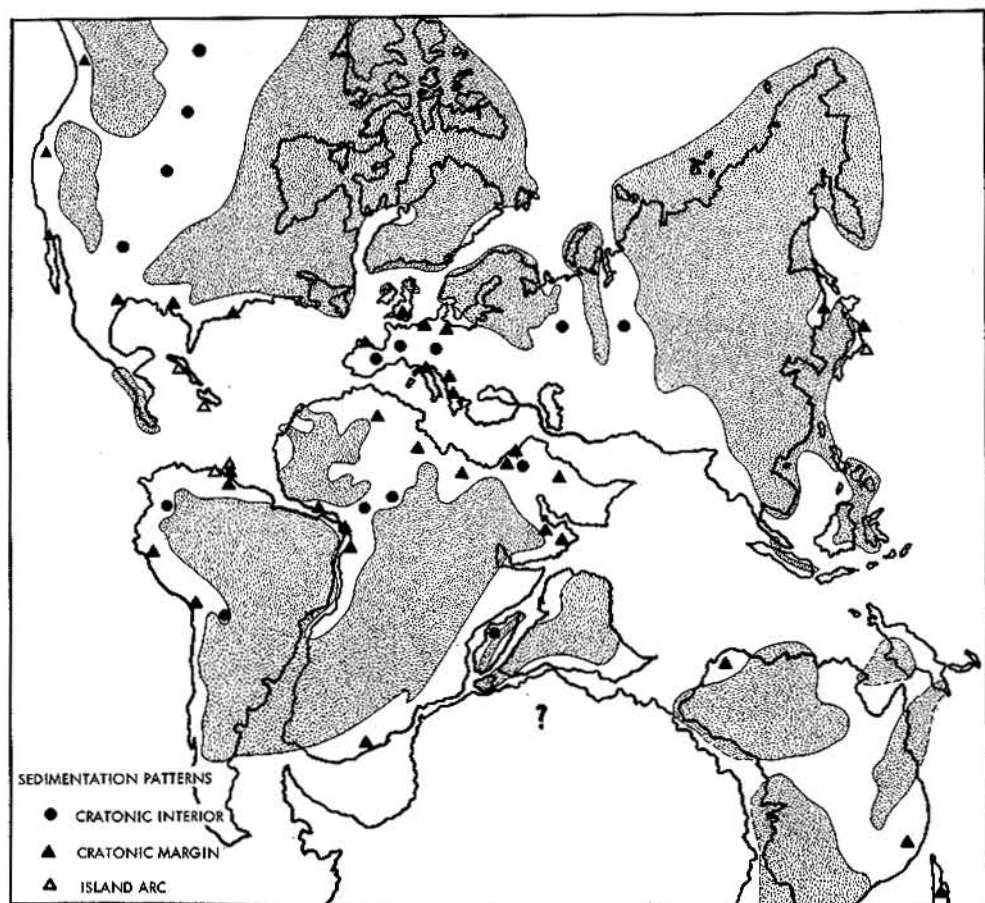 ?
SEDIMENTATION PATTERNS
CRATONIC INTERIOR
CRATONIC MARGIN
ISLAND ARC